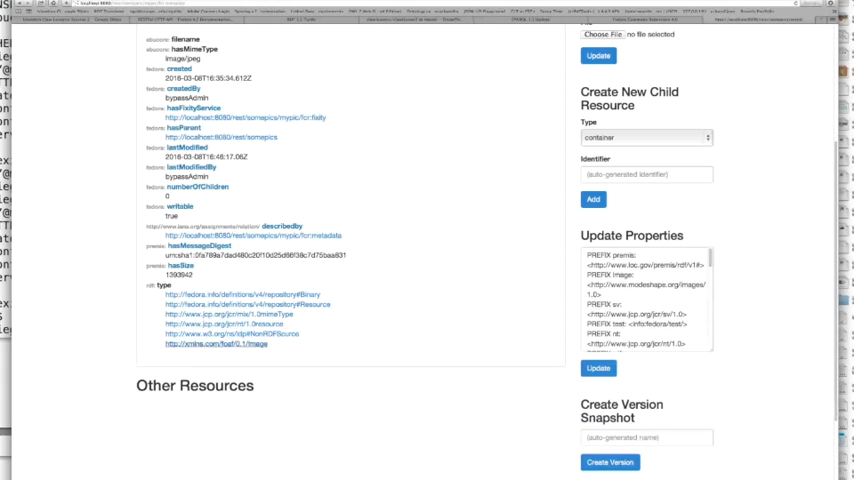 ebucore: filename
ebucore: hasMimeType
image/jpeg
fedora: created
2016-03-08T16:35:34.612Z
fedora: createdBy
bypassAdmin
fedora: hasFixityService
http://localhost:8080/rest/somepics/mypic/fcr:fixity
fedora: hasParent
http://localhost:8080/rest/somepics
fedora: lastModified
2016-03-08T16:46:17.06Z
fedora: lastModifiedBy
bypassAdmin
fedora: numberOfChildren
0
fedora: writable
true
http://www.iana.org/assignments/relation/ describedby
http://localhost:8080/rest/somepics/mypic/fcr:metadata
premis: hasMessageDigest
urn:sha1:0fa789a7dad480c20f10d25d66f38c7d75baa831
premis: hasSize
1393942
rdf: type
http://fedora.info/definitions/v4/repository#Binary
http://fedora.info/definitions/v4/repository#Resource
http://www.jcp.org/jcr/mix/1.0mimeType
http://www.jcp.org/jcr/nt/1.0resource
http://www.w3.org/ns/ldp#NonRDFSource
http://xmlns.com/foaf/0.1/Image
Other Resources
File
Choose File no file selected
Update
Create New Child
Resource
Type
container
Identifier
(auto-generated identifier)
Add
Update Properties
PREFIX premis:
<http://www.loc.gov/premis/rdf/v1#>
PREFIX image:
<http://www.modeshape.org/images/
1.0>
PREFIX sv:
<http://www.jcp.org/jcr/sv/1.0>
PREFIX test: <info:fedora/test/>
PREFIX nt:
<http://www.jcp.org/jcr/nt/1.0>
Update
Create Version
Snapshot
(auto-generated name)
Create Version